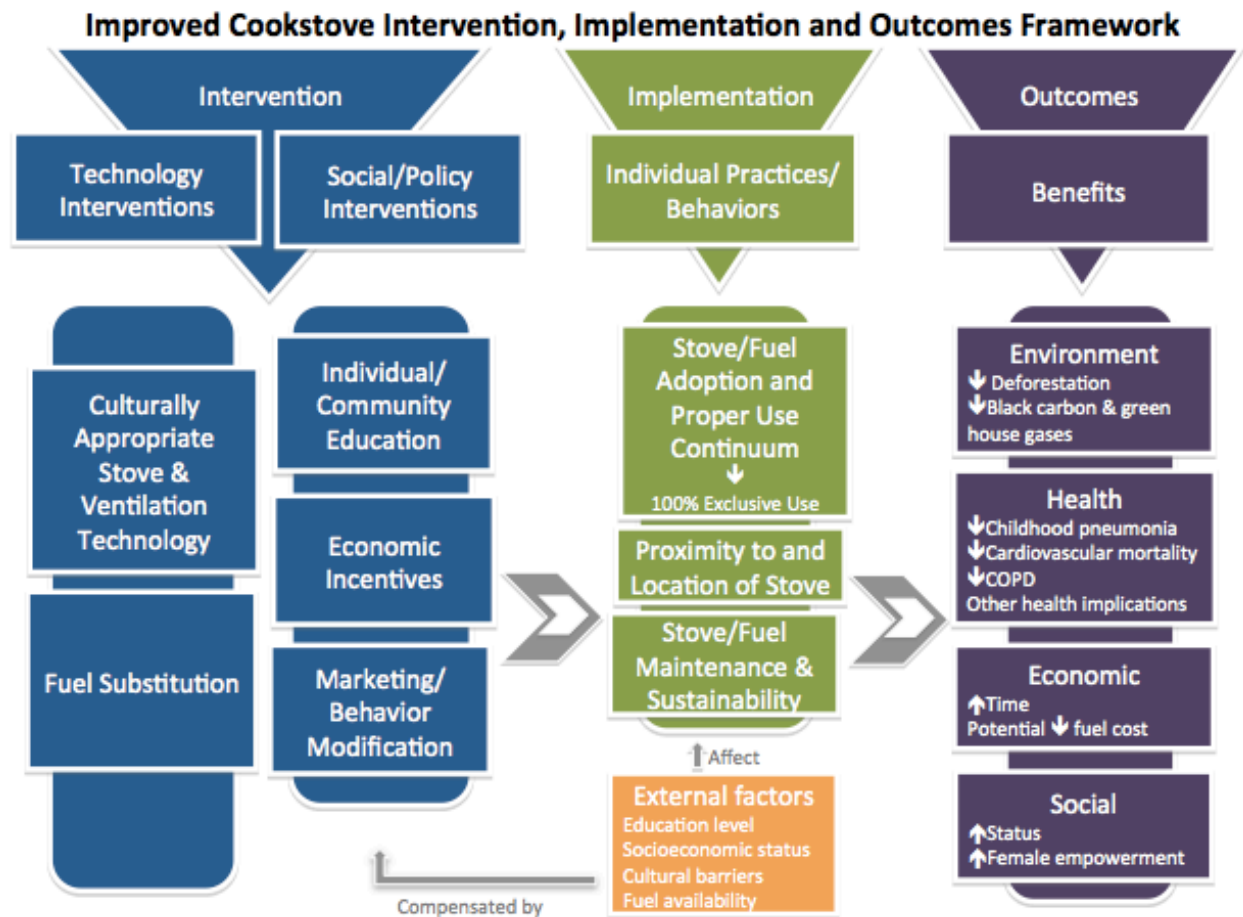 Improved Cookstove Intervention, Implementation and Outcomes Framework
Intervention
Technology
Interventions
Social/Policy
Interventions
Culturally
Appropriate
Stove &
Ventilation
Technology
Fuel Substitution
Individual/
Community
Education
Economic
Incentives
Marketing/
Behavior
Modification
Implementation
Individual Practices/
Behaviors
Stove/Fuel
Adoption and
Proper Use
Continuum
↓
100% Exclusive Use
Proximity to and
Location of Stove
Stove/Fuel
Maintenance &
Sustainability
Affect
External factors
Education level
Socioeconomic status
Cultural barriers
Fuel availability
Compensated by
Outcomes
Benefits
Environment
↓ Deforestation
↓Black carbon & green
house gases
Health
↓Childhood pneumonia
↓Cardiovascular mortality
↓COPD
Other health implications
Economic
↑Time
Potential ↓ fuel cost
Social
↑Status
↑Female empowerment